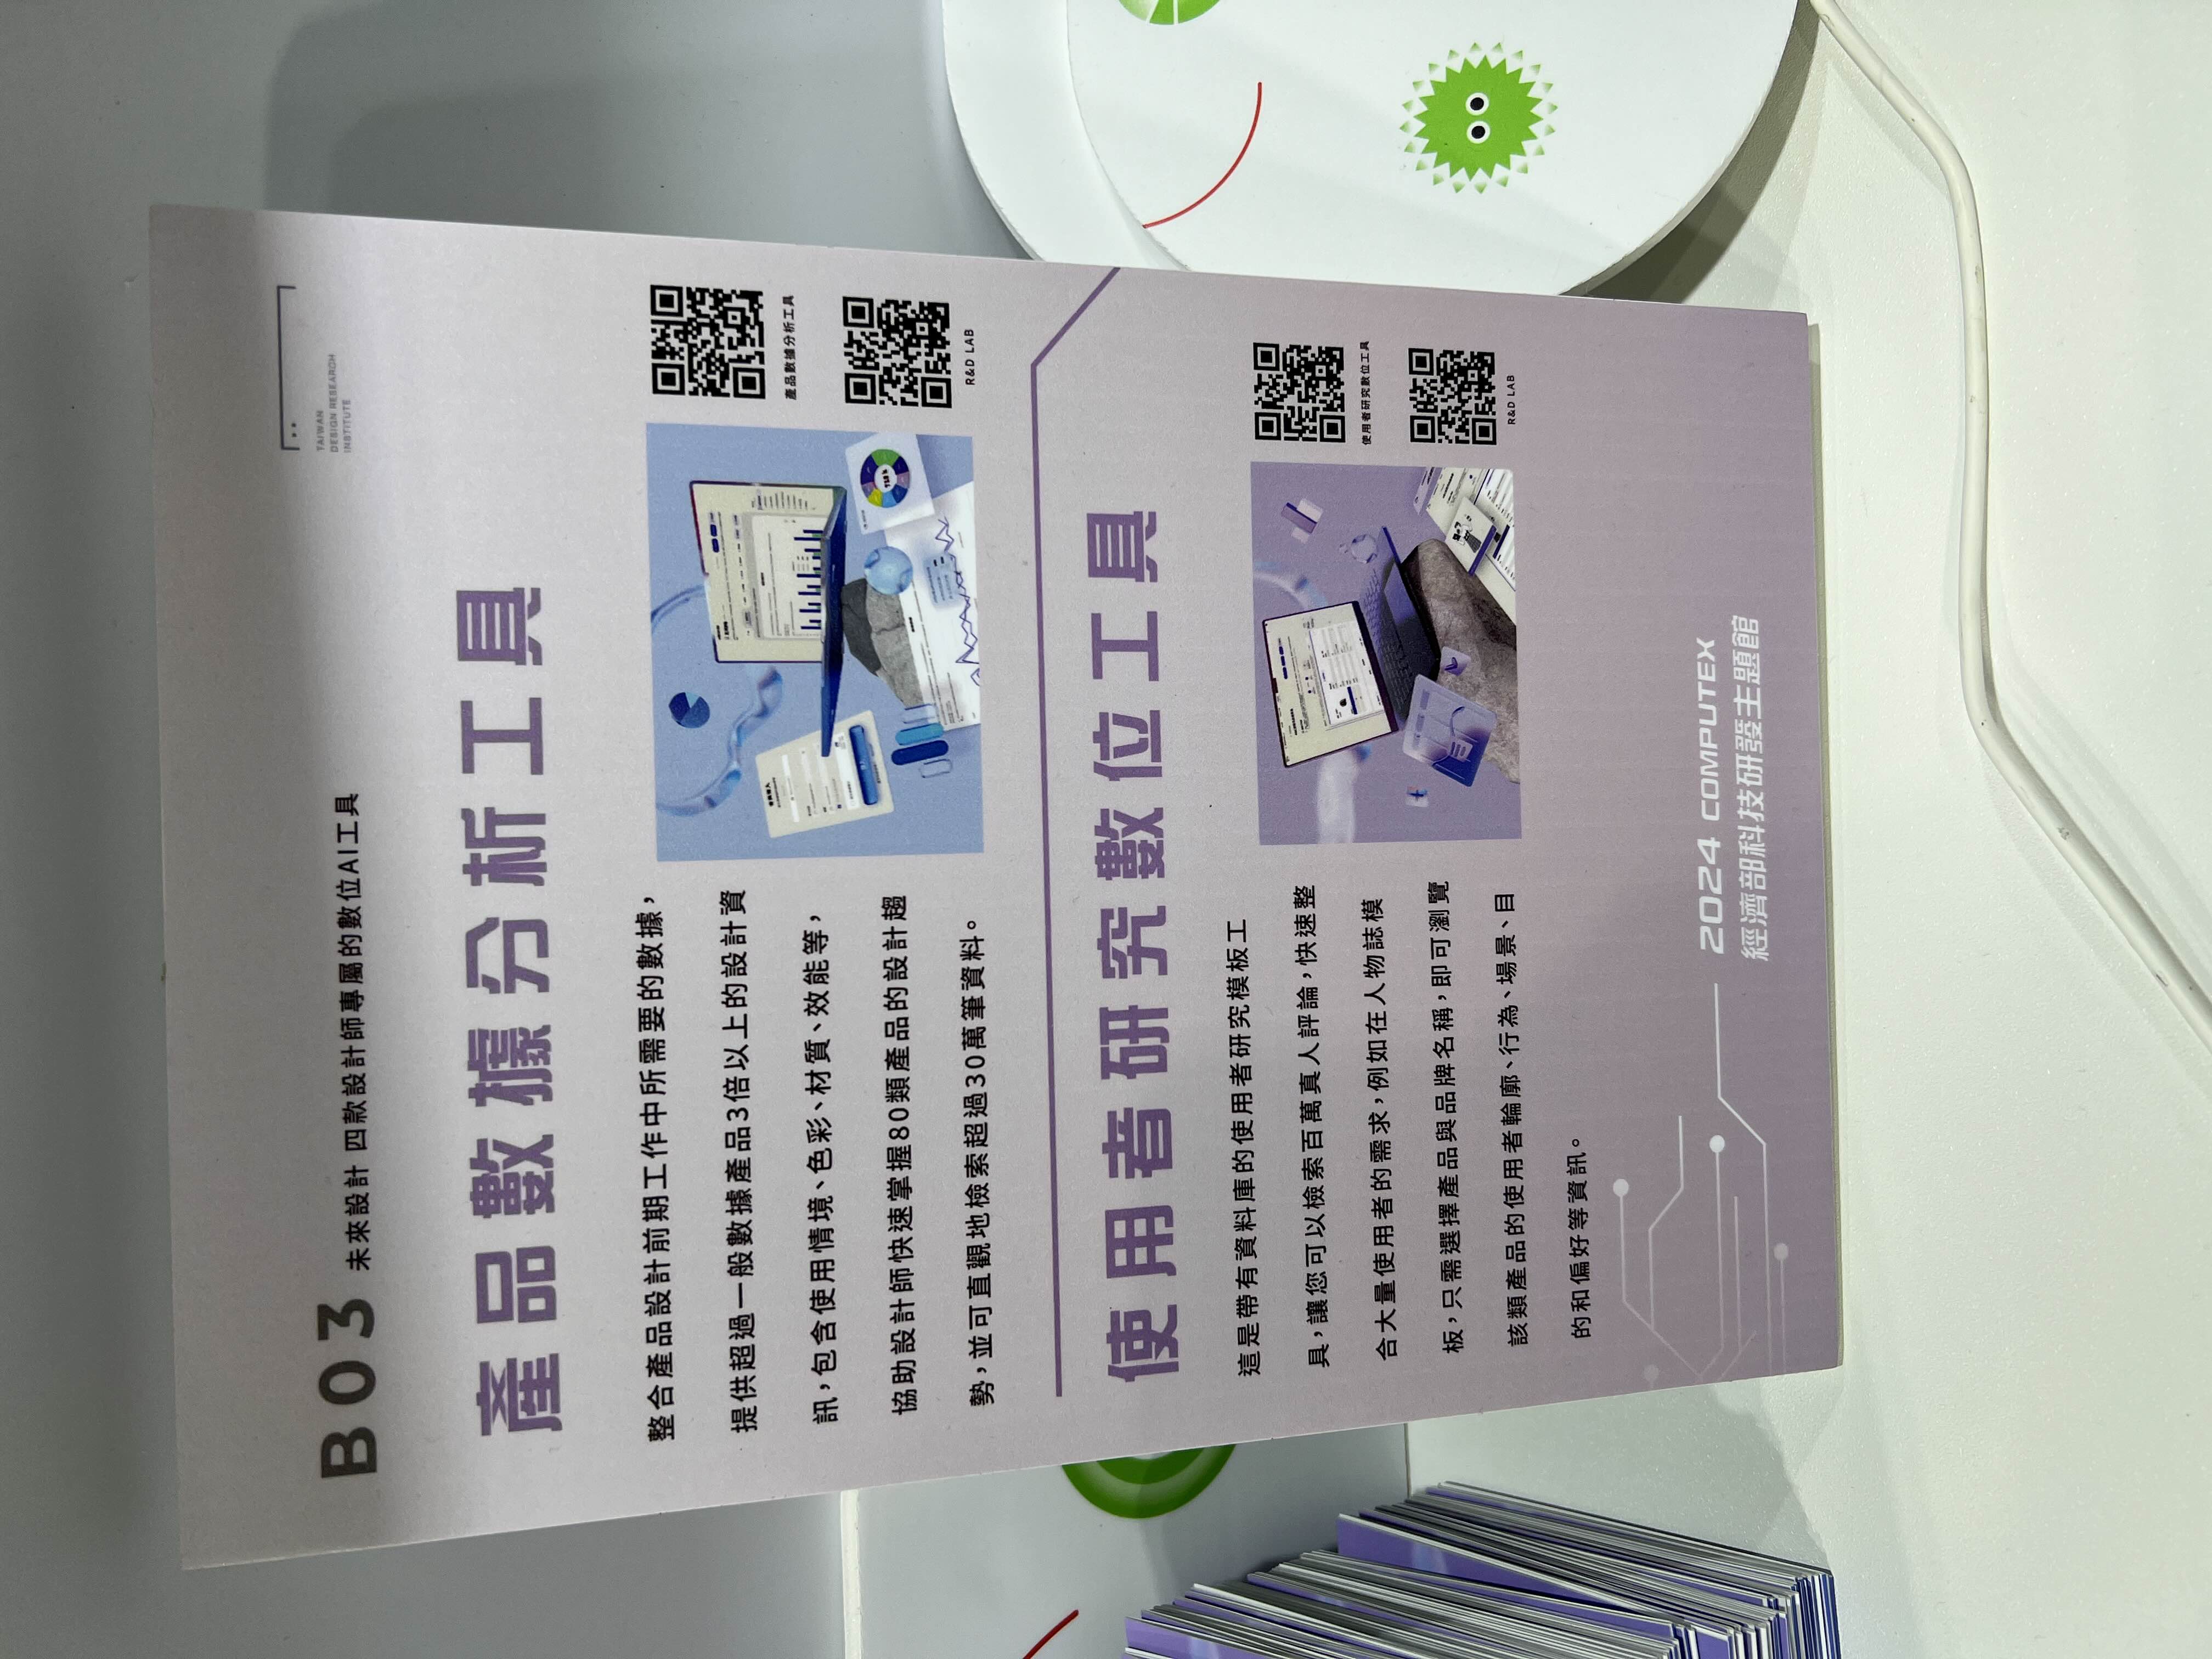 B03 未來設計 四款設計師專屬的數位AI工具
TAIWAN
DESIGN RESEARCH
INSTITUTE
產品數據分析工具
整合產品設計前期工作中所需要的數據，
提供超過一般數據產品3倍以上的設計資
訊，包含使用情境、色彩、材質、效能等，
協助設計師快速掌握80類產品的設計趨
勢，並可直觀地檢索超過30萬筆資料。
產品數據分析工具
R&D LAB
使用者研究數位工具
這是帶有資料庫的使用者研究模板工
具，讓您可以檢索百萬真人評論，快速整
合大量使用者的需求，例如在人物誌模
板，只需選擇產品與品牌名稱，即可瀏覽
該類產品的使用者輪廓、行為、場景、目
的和偏好等資訊。
使用者研究數位工具
R&D LAB
2024 COMPUTEX
經濟部科技研發主題館